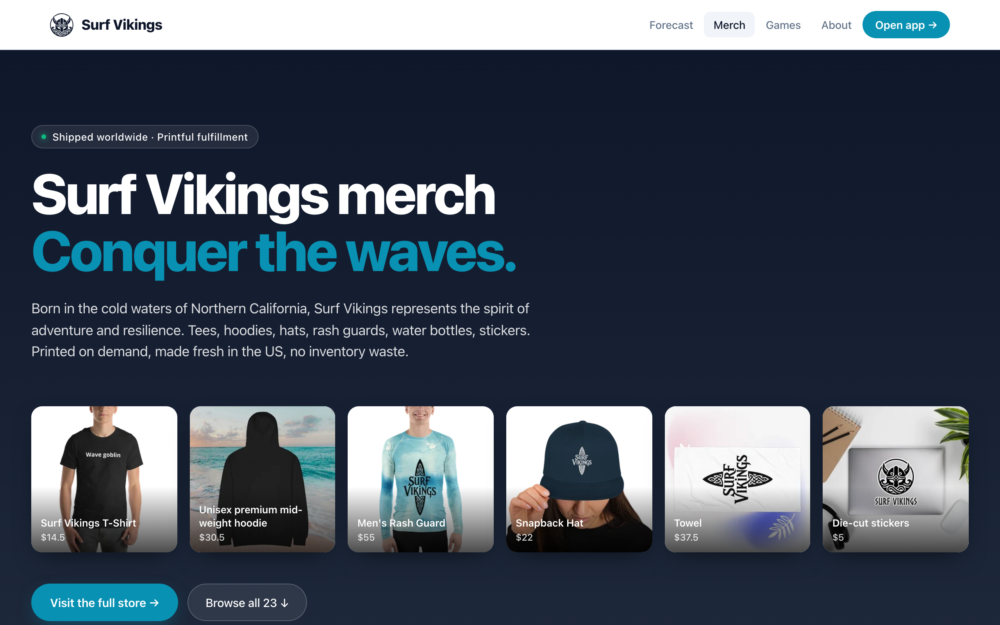 Surf Vikings
Forecast
Merch
Games
About
Open app →
Shipped worldwide · Printful fulfillment
Surf Vikings merch
Conquer the waves.
Born in the cold waters of Northern California, Surf Vikings represents the spirit of
adventure and resilience. Tees, hoodies, hats, rash guards, water bottles, stickers.
Printed on demand, made fresh in the US, no inventory waste.
Wave goblin
Surf Vikings T-Shirt
$14.5
Unisex premium mid-
weight hoodie
$30.5
SURF
VIKINGS
Men's Rash Guard
$55
SURF
VIKINGS
Snapback Hat
$22
SURF
VIKINGS
Towel
$37.5
SURF VIKINGS
Die-cut stickers
$5
Visit the full store →
Browse all 23 ↓